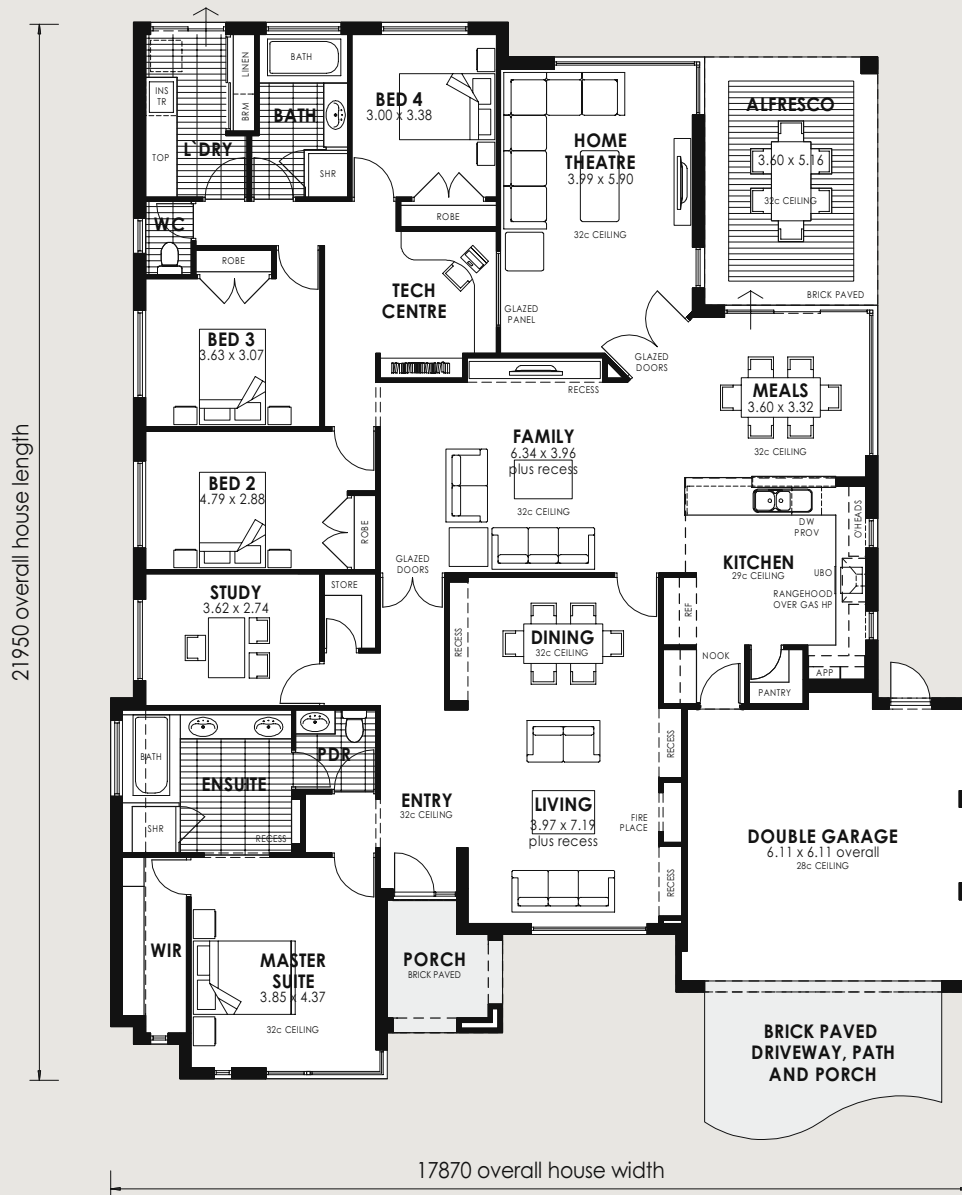 BATH
LINEN
INS
TR
BRM
BATH
L`DRY
TOP
SHR
BED 4
3.00 x 3.38
ROBE
HOME
THEATRE
3.99 x 5.90
32c CEILING
ALFRESCO
3.60 x 5.16
32c CEILING
BRICK PAVED
WC
ROBE
TECH
CENTRE
GLAZED
PANEL
GLAZED
DOORS
BED 3
3.63 x 3.07
RECESS
MEALS
3.60 x 3.32
32c CEILING
FAMILY
6.34 x 3.96
plus recess
32c CEILING
BED 2
4.79 x 2.88
ROBE
GLAZED
DOORS
DW
PROV
O'HEADS
KITCHEN
29c CEILING
UBO
RANGEHOOD
OVER GAS HP
REF
NOOK
APP
PANTRY
STUDY
3.62 x 2.74
STORE
RECESS
DINING
32c CEILING
BATH
ENSUITE
SHR
RECESS
PDR
ENTRY
32c CEILING
LIVING
3.97 x 7.19
plus recess
RECESS
FIRE
PLACE
RECESS
DOUBLE GARAGE
6.11 x 6.11 overall
28c CEILING
WIR
MASTER
SUITE
3.85 x 4.37
32c CEILING
PORCH
BRICK PAVED
BRICK PAVED
DRIVEWAY, PATH
AND PORCH
21950 overall house length
17870 overall house width